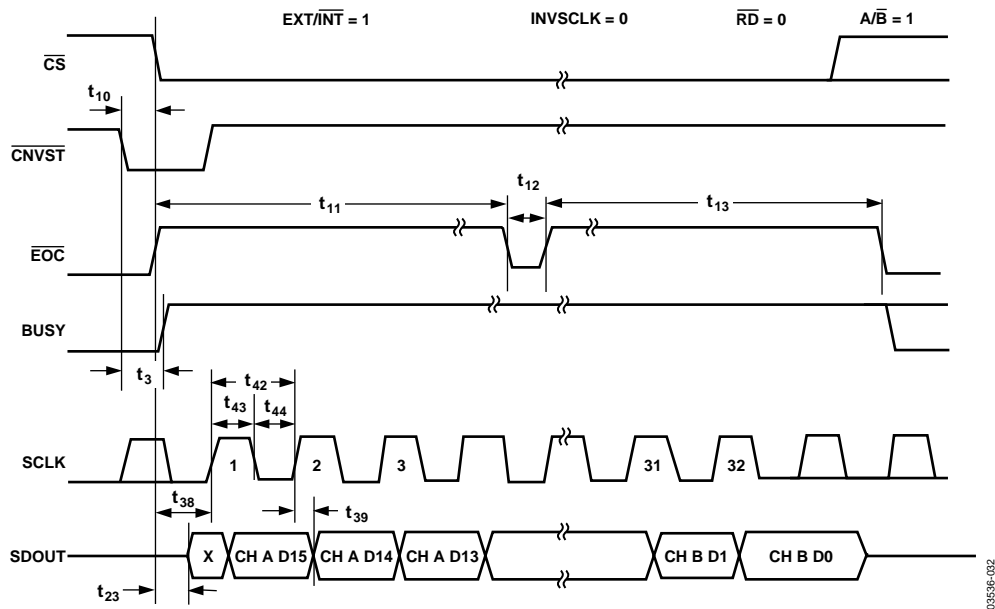 EXT/INT = 1 INVSCLK = 0 RD = 0 A/B = 1
CS
t10
CNVST
t12
t11
t13
EOC
BUSY
t3
t42
t43
t44
SCLK
1
2
3
31
32
t38
t39
SDOUT
X
CH A D15
CH A D14
CH A D13
CH B D1
CH B D0
t23
03536-032